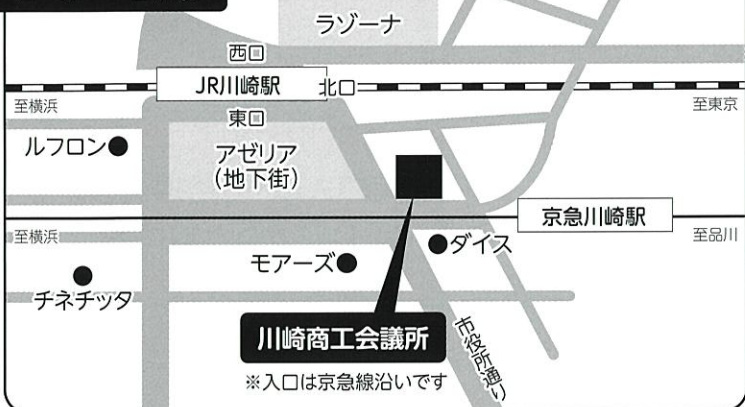 ラゾーナ
西口
JR川崎駅
北口
至横浜
至東京
東口
ルフロン
アゼリア
(地下街)
京急川崎駅
至横浜
至品川
モアーズ
ダイス
チネチッタ
川崎商工会議所
市役所通り
※入口は京急線沿いです